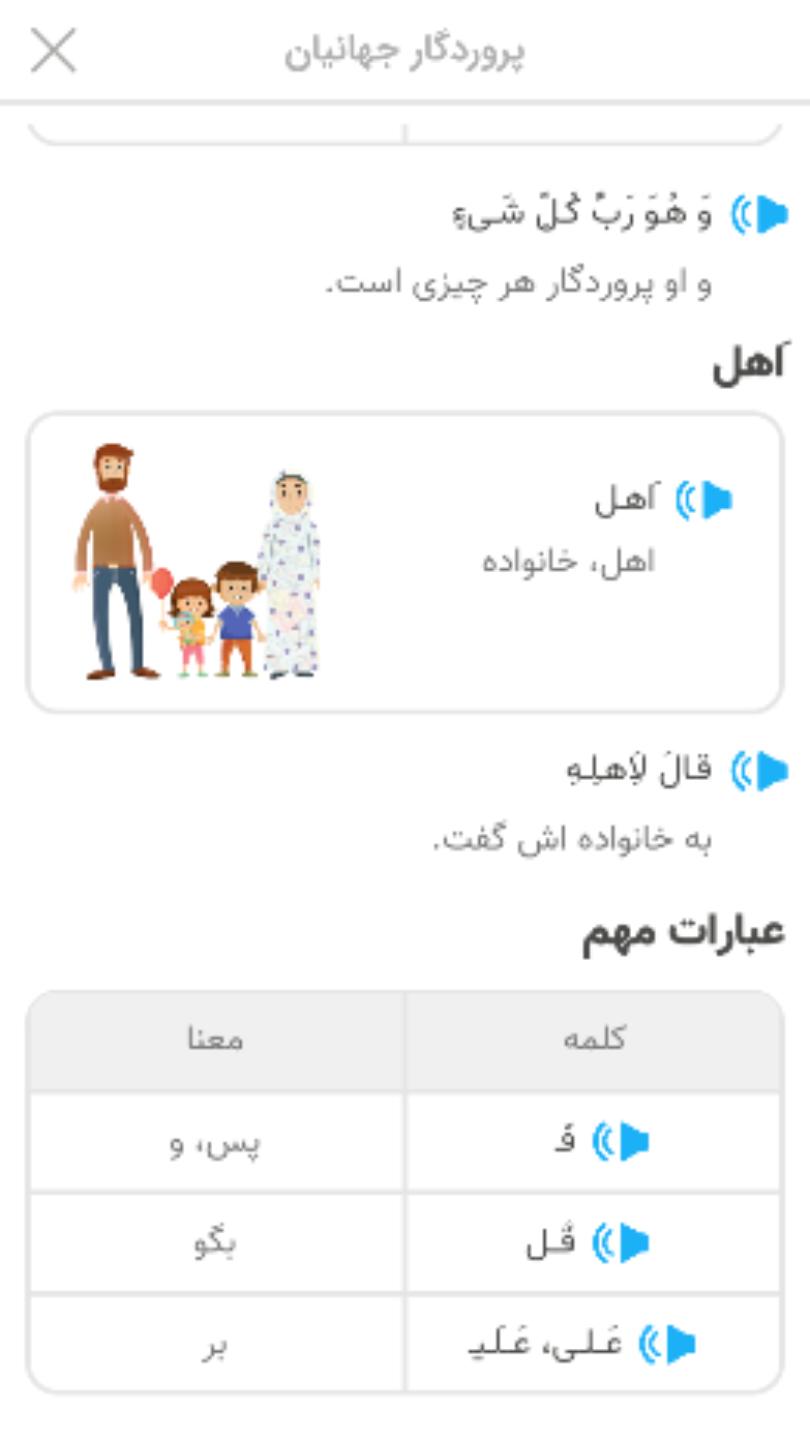 پروردگار جهانیان
وَ هُوَ رَبُّ کُلِّ شَیءٍ
و او پروردگار هر چیزی است.
اَهل
اَهل
اهل، خانواده
قالَ لِاَهلِهِ
به خانواده اش گفت.
عبارات مهم
کلمه معنا
فَـ پس، و
قُل بگو
عَلی، عَلَیـ بر